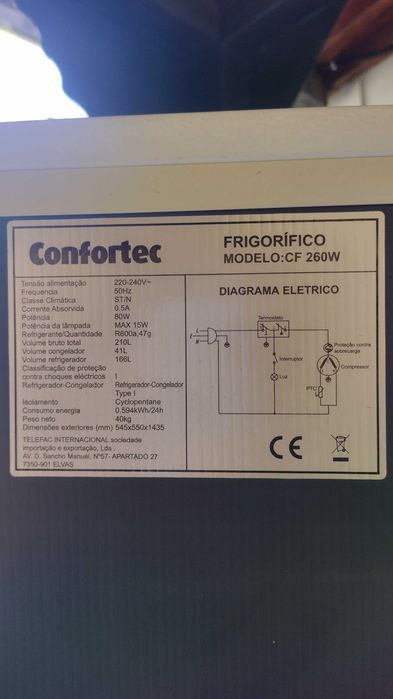 Confortec
FRIGORÍFICO
MODELO:CF 260W
Tensão alimentação 220-240V~
Frequencia 50Hz
Classe Climática ST/N
Corrente Absorvida 0.5A
Potência 80W
Potência da lâmpada MAX 15W
Refrigerante/Quantidade R600a,47g
Volume bruto total 210L
Volume congelador 41L
Volume refrigerador 166L
Classificação de proteção
contra choques eléctricos I
Refrigerador-Congelador Refrigerador-Congelador
Type I
Isolamento Cyclopentane
Consumo energia 0.594kWh/24h
Peso neto 40kg
Dimensões exteriores (mm) 545x550x1435
TELEFAC INTERNACIONAL sociedade
importação e exportação, Lda.
AV. D. Sancho Manuel, Nº57- APARTADO 27
7350-901 ELVAS
DIAGRAMA ELETRICO
Termostato
L
E
N
Interruptor
Luz
Proteção contra
sobrecarga
Compressor
PTC
CE